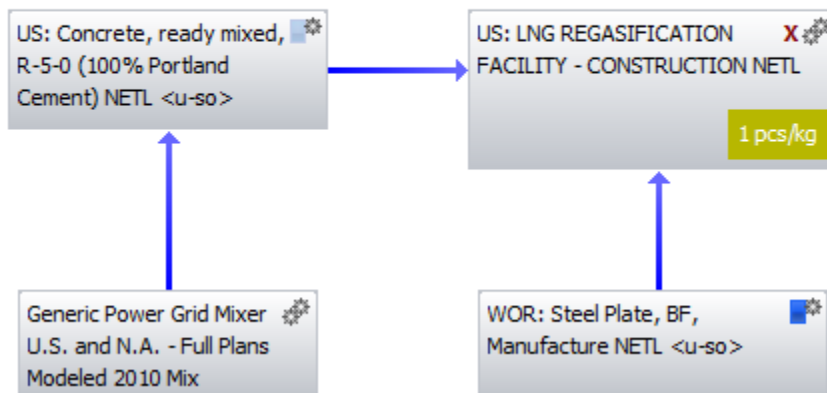 US: Concrete, ready mixed,
R-5-0 (100% Portland
Cement) NETL <u-so>
US: LNG REGASIFICATION X
FACILITY - CONSTRUCTION NETL
1 pcs/kg
Generic Power Grid Mixer
U.S. and N.A. - Full Plans
Modeled 2010 Mix
WOR: Steel Plate, BF,
Manufacture NETL <u-so>